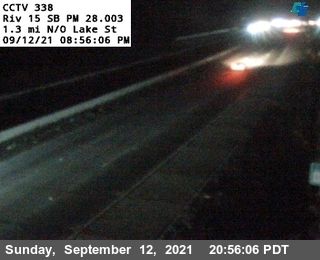 CCTV 338
Riv 15 SB PM 28.003
1.3 mi N/O Lake St
09/12/21 08:56:06 PM
Sunday, September 12, 2021 20:56:06 PDT